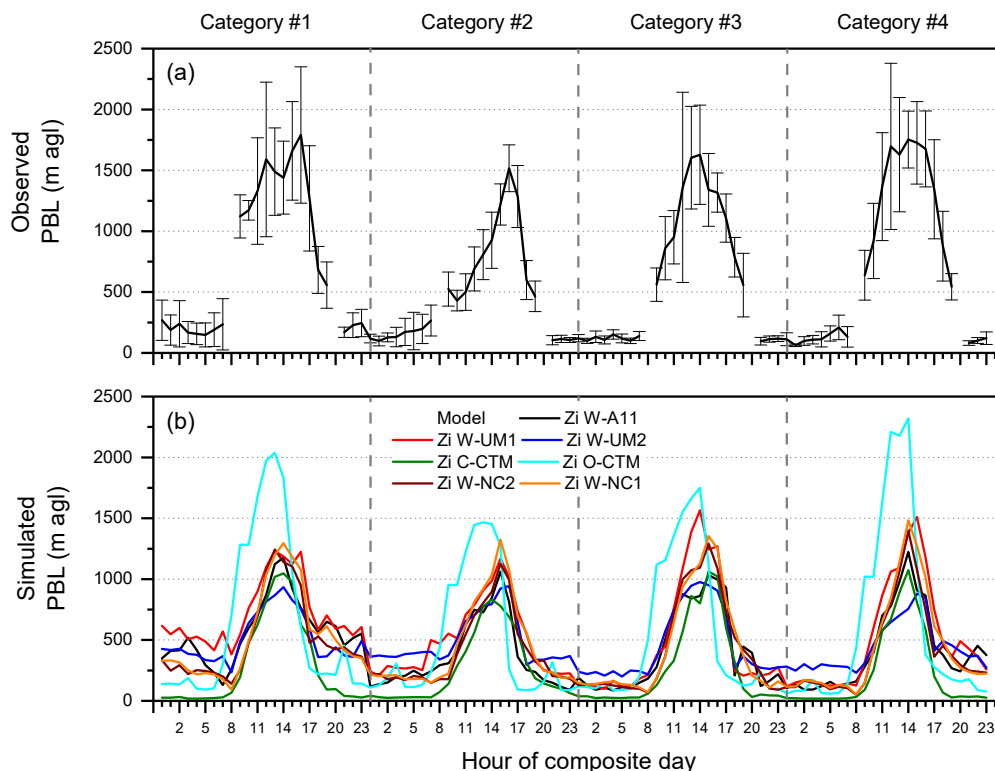 Category #1 Category #2 Category #3 Category #4
2500
2000
1500
1000
500
0
Observed
PBL (m agl)
(a)
2500
2000
1500
1000
500
0
Simulated
PBL (m agl)
(b)
Model Zi W-A11
Zi W-UM1 Zi W-UM2
Zi C-CTM Zi O-CTM
Zi W-NC2 Zi W-NC1
2 5 8 11 14 17 20 23 2 5 8 11 14 17 20 23 2 5 8 11 14 17 20 23 2 5 8 11 14 17 20 23
Hour of composite day